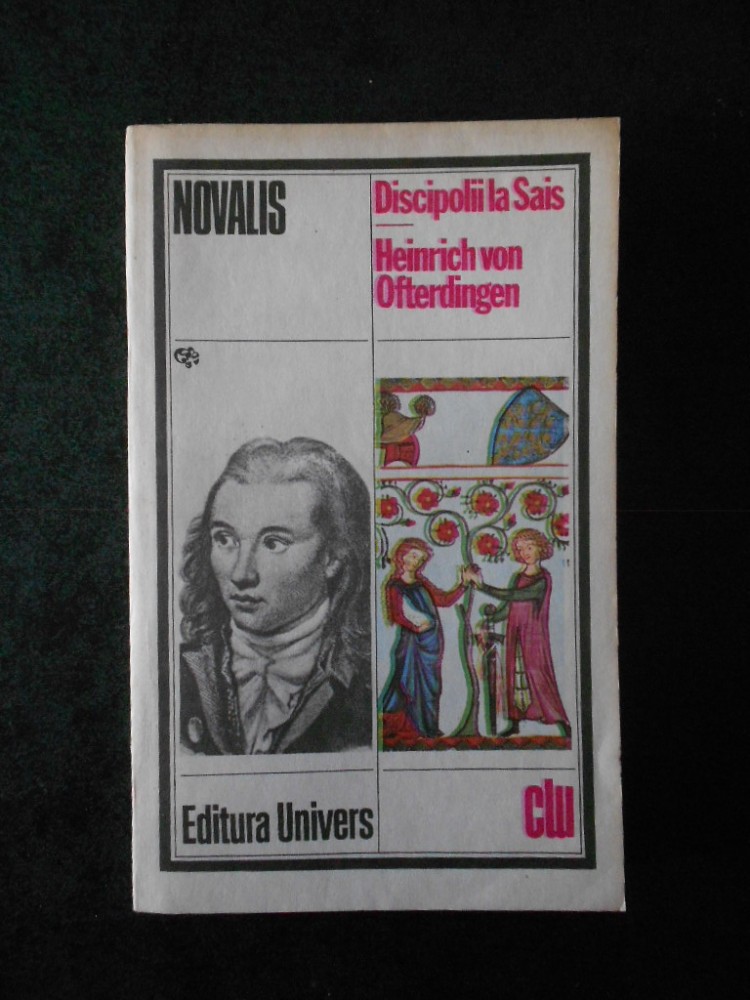 NOVALIS
Discipolii la Sais
Heinrich von
Ofterdingen
Editura Univers
clu